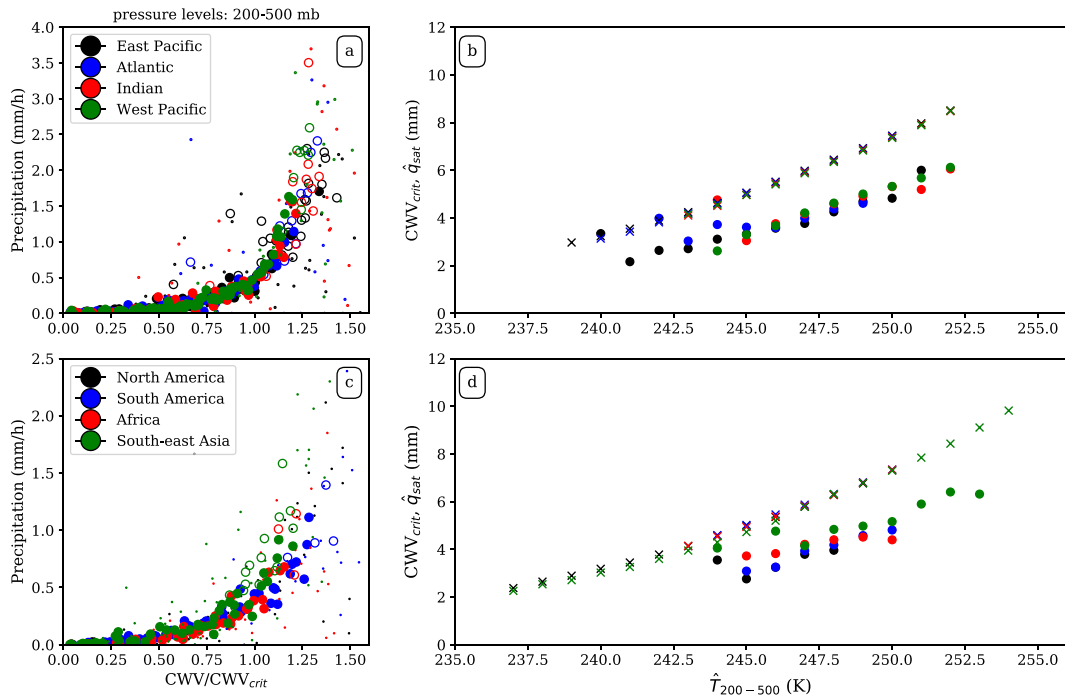 pressure levels: 200-500 mb
Precipitation (mm/h)
4.0
3.5
3.0
2.5
2.0
1.5
1.0
0.5
0.0
East Pacific
Atlantic
Indian
West Pacific
a
0.00 0.25 0.50 0.75 1.00 1.25 1.50
CWV_crit, q̂_sat (mm)
12
10
8
6
4
2
0
b
235.0 237.5 240.0 242.5 245.0 247.5 250.0 252.5 255.0
Precipitation (mm/h)
2.5
2.0
1.5
1.0
0.5
0.0
North America
South America
Africa
South-east Asia
c
0.00 0.25 0.50 0.75 1.00 1.25 1.50
CWV/CWV_crit
CWV_crit, q̂_sat (mm)
12
10
8
6
4
2
0
d
235.0 237.5 240.0 242.5 245.0 247.5 250.0 252.5 255.0
T̂_200−500 (K)